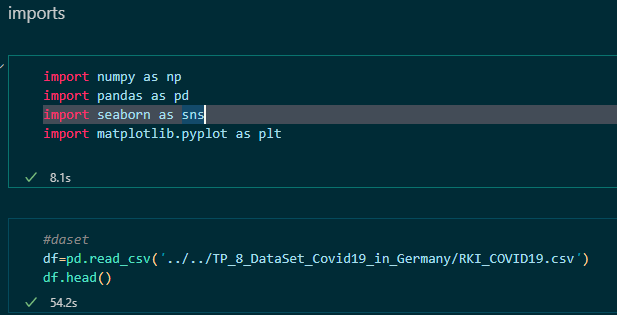 imports
import numpy as np
import pandas as pd
import seaborn as sns
import matplotlib.pyplot as plt
8.1s
#daset
df=pd.read_csv('../../TP_8_DataSet_Covid19_in_Germany/RKI_COVID19.csv')
df.head()
54.2s